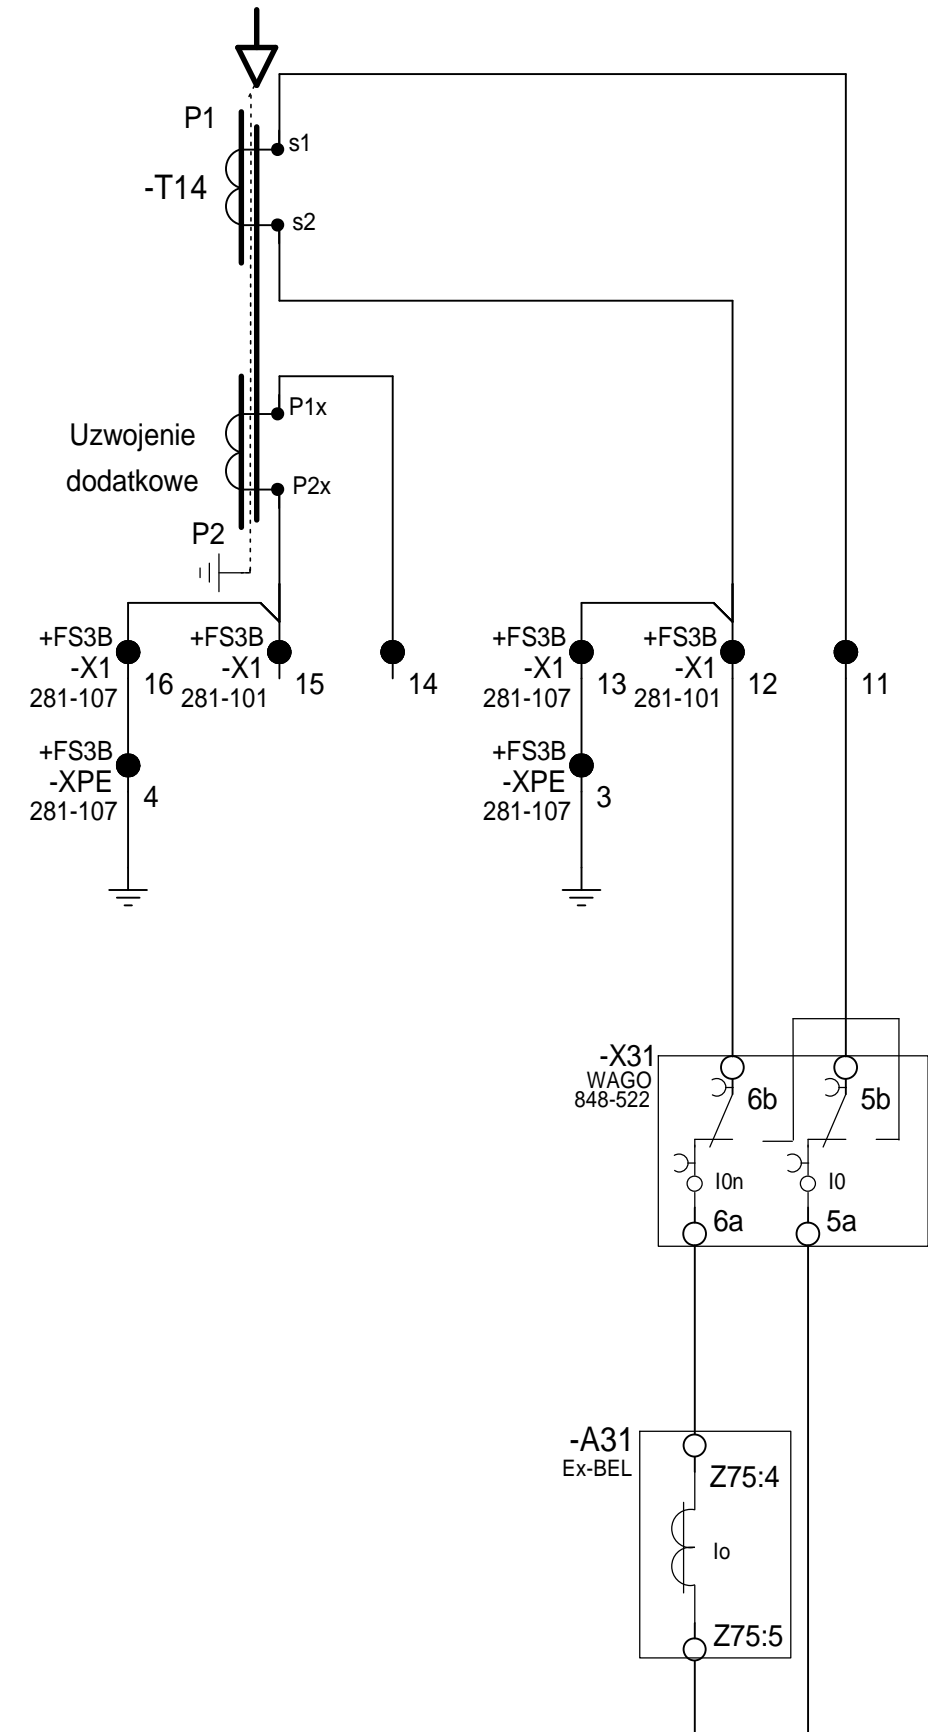 P1
s1
-T14
s2
P1x
Uzwojenie
dodatkowe
P2x
P2
+FS3B
-X1
281-107
16
+FS3B
-X1
281-101
15
14
+FS3B
-X1
281-107
13
+FS3B
-X1
281-101
12
11
+FS3B
-XPE
281-107
4
+FS3B
-XPE
281-107
3
-X31
WAGO
848-522
6b
5b
I0n
I0
6a
5a
-A31
Ex-BEL
Z75:4
Io
Z75:5